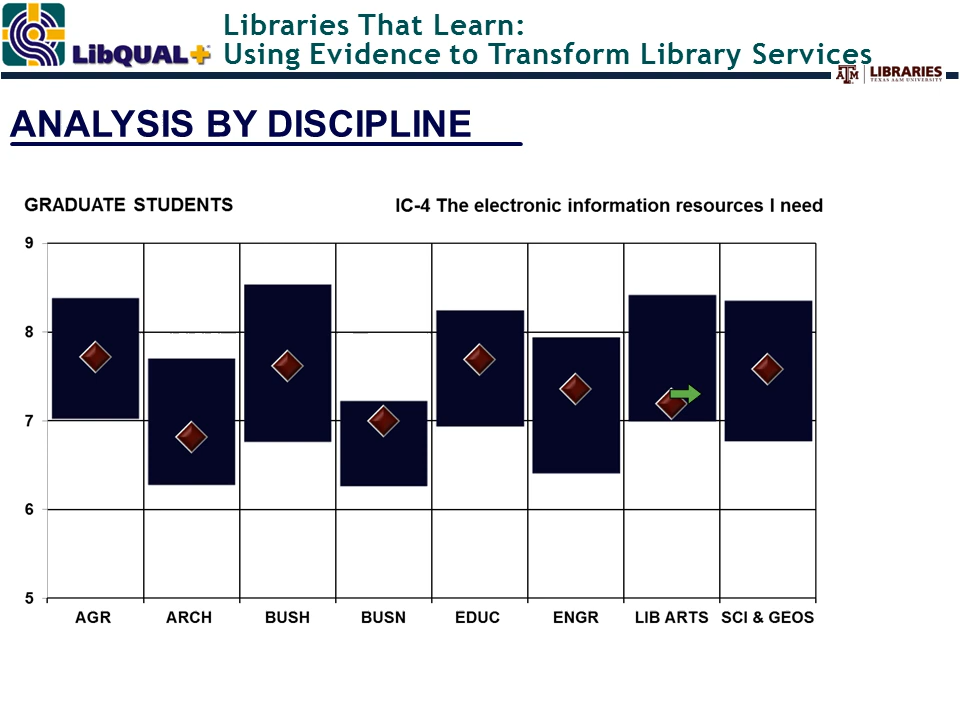 Libraries That Learn:
LibQUAL+ Using Evidence to Transform Library Services
ATM LIBRARIES
TEXAS A&M UNIVERSITY
ANALYSIS BY DISCIPLINE
GRADUATE STUDENTS IC-4 The electronic information resources I need
9
8
7
6
5
AGR ARCH BUSH BUSN EDUC ENGR LIB ARTS SCI & GEOS